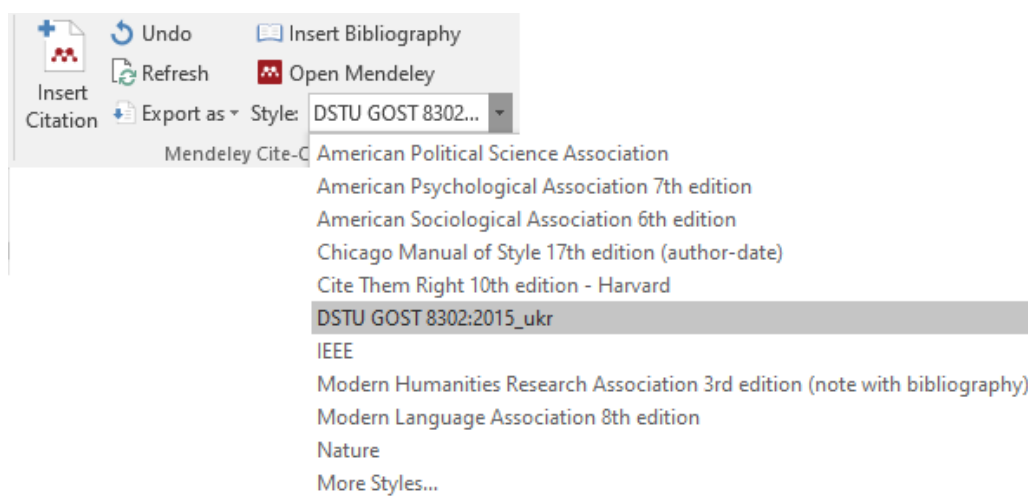 Undo
Insert Bibliography
Refresh
Open Mendeley
Insert
Citation
Export as
Style:
DSTU GOST 8302...
Mendeley Cite-
American Political Science Association
American Psychological Association 7th edition
American Sociological Association 6th edition
Chicago Manual of Style 17th edition (author-date)
Cite Them Right 10th edition - Harvard
DSTU GOST 8302:2015_ukr
IEEE
Modern Humanities Research Association 3rd edition (note with bibliography)
Modern Language Association 8th edition
Nature
More Styles...